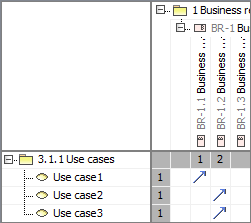 1 Business re
BR-1 Bu
BR-1.1 Business ...
BR-1.2 Business ...
BR-1.3 Business ...
3.1.1 Use cases 1 2
Use case1 1
Use case2 1
Use case3 1